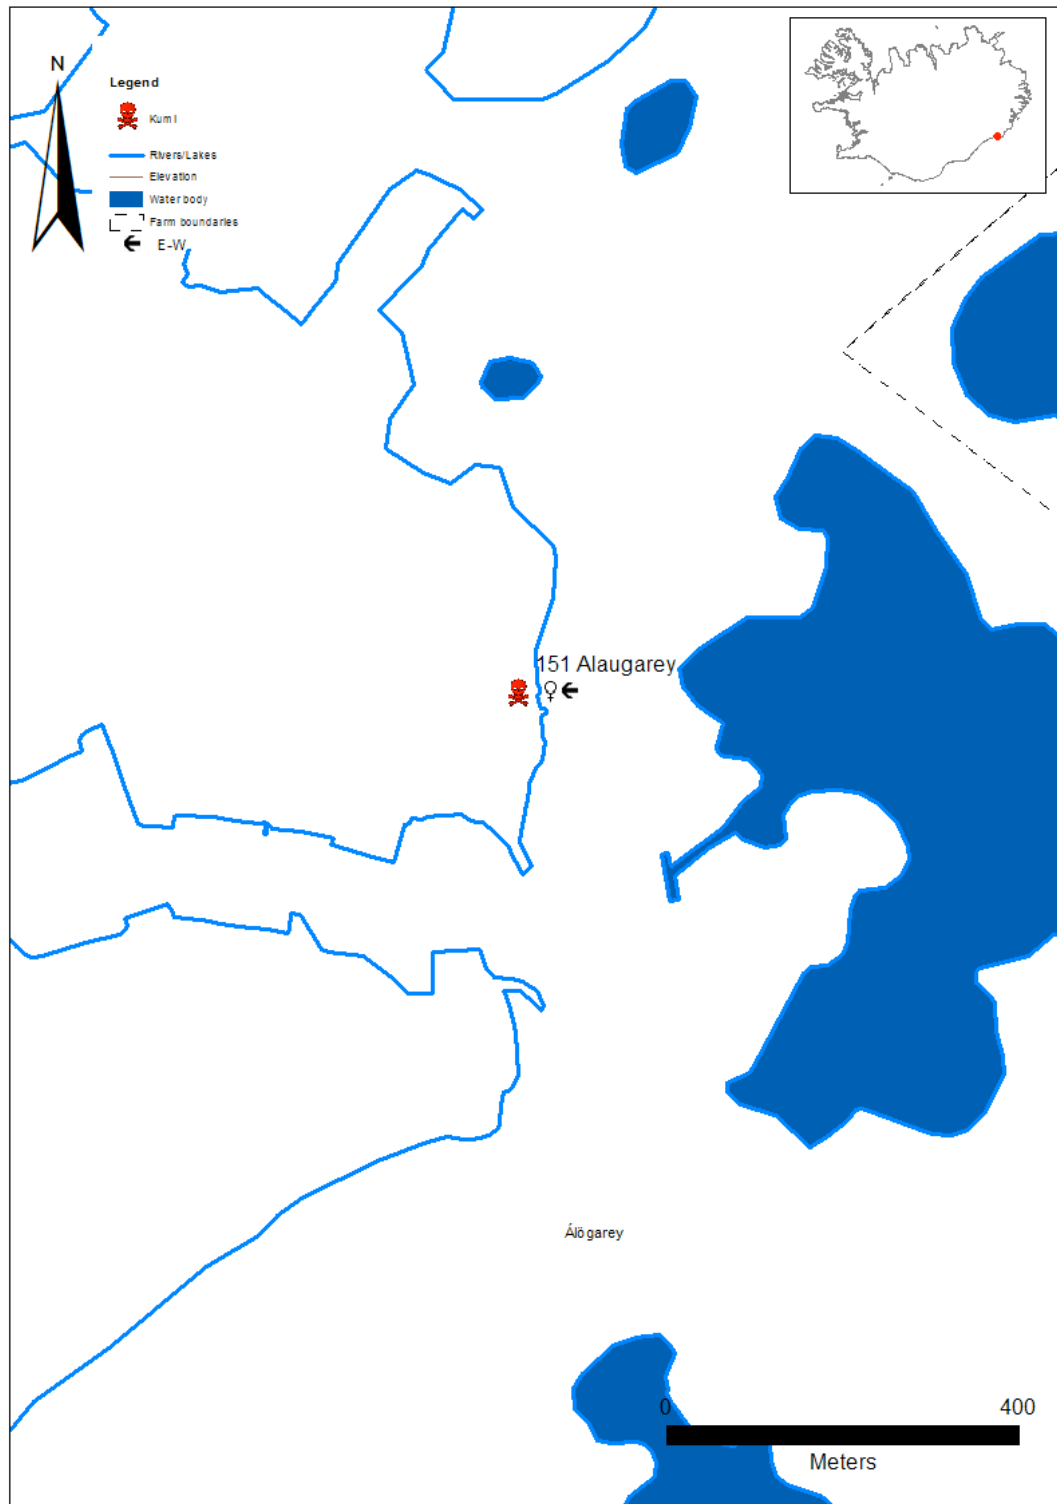 N
Legend
Kuml
Rivers/Lakes
Elevation
Water body
Farm boundaries
E-W
151 Alaugarey
Álögarey
0 400
Meters